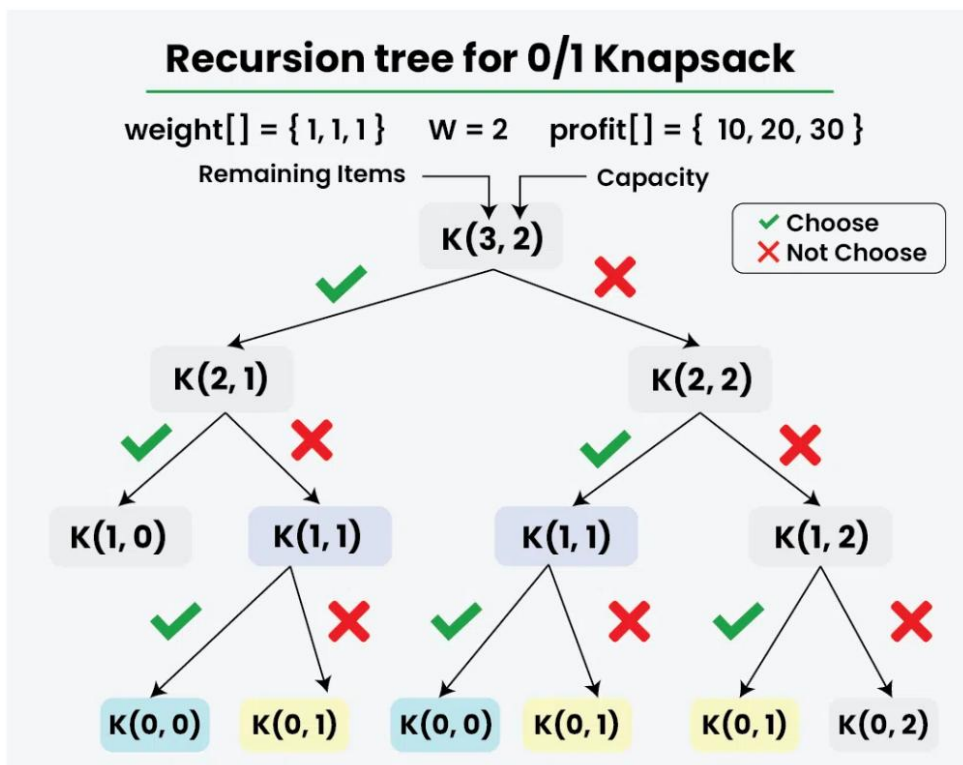 Recursion tree for 0/1 Knapsack
weight[] = { 1, 1, 1 } W = 2 profit[] = { 10, 20, 30 }
Remaining Items Capacity
K(3, 2)
Choose
Not Choose
K(2, 1) K(2, 2)
K(1, 0) K(1, 1) K(1, 1) K(1, 2)
K(0, 0) K(0, 1) K(0, 0) K(0, 1) K(0, 1) K(0, 2)